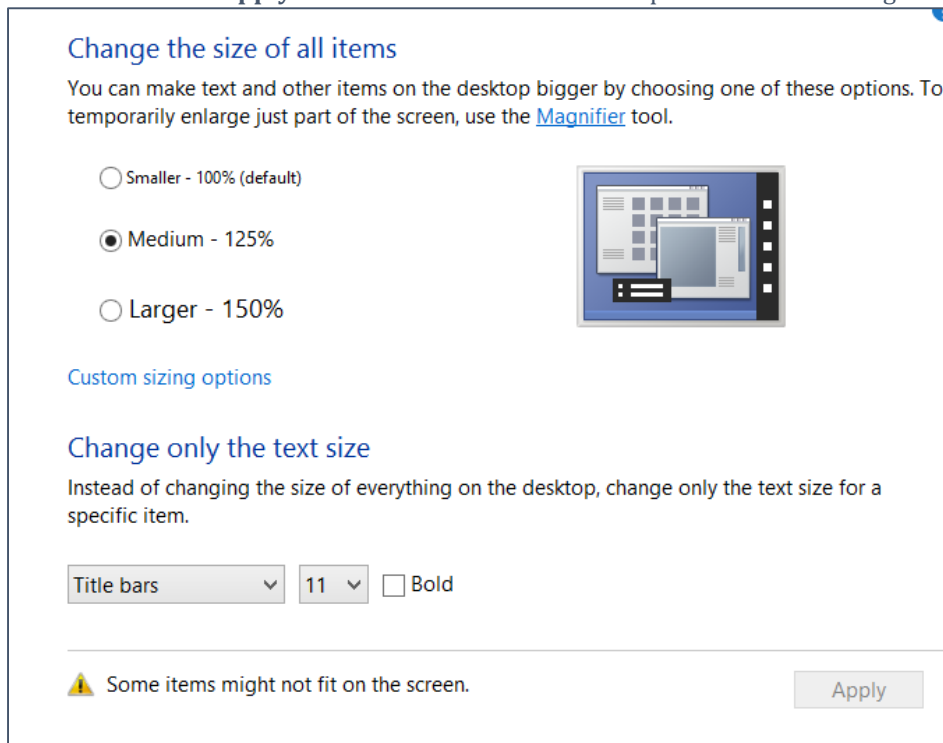 Apply
Change the size of all items
You can make text and other items on the desktop bigger by choosing one of these options. To
temporarily enlarge just part of the screen, use the Magnifier tool.
Smaller - 100% (default)
Medium - 125%
Larger - 150%
Custom sizing options
Change only the text size
Instead of changing the size of everything on the desktop, change only the text size for a
specific item.
Title bars 11 Bold
Some items might not fit on the screen. Apply